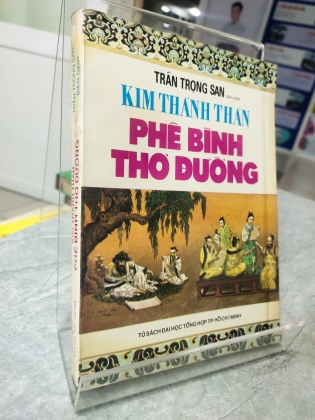 TRẦN TRỌNG SAN
KIM THÁNH THÁN
PHÊ BÌNH
THƠ ĐƯỜNG
TỦ SÁCH ĐẠI HỌC TỔNG HỢP TP HỒ CHÍ MINH
PHÊ BÌNH THƠ ĐƯỜNG